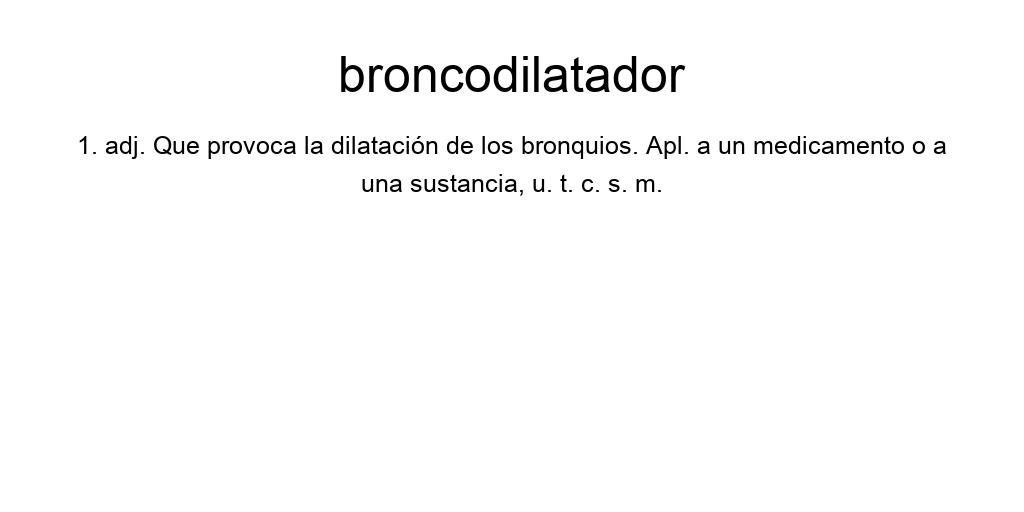 broncodilatador
1. adj. Que provoca la dilatación de los bronquios. Apl. a un medicamento o a
una sustancia, u. t. c. s. m.